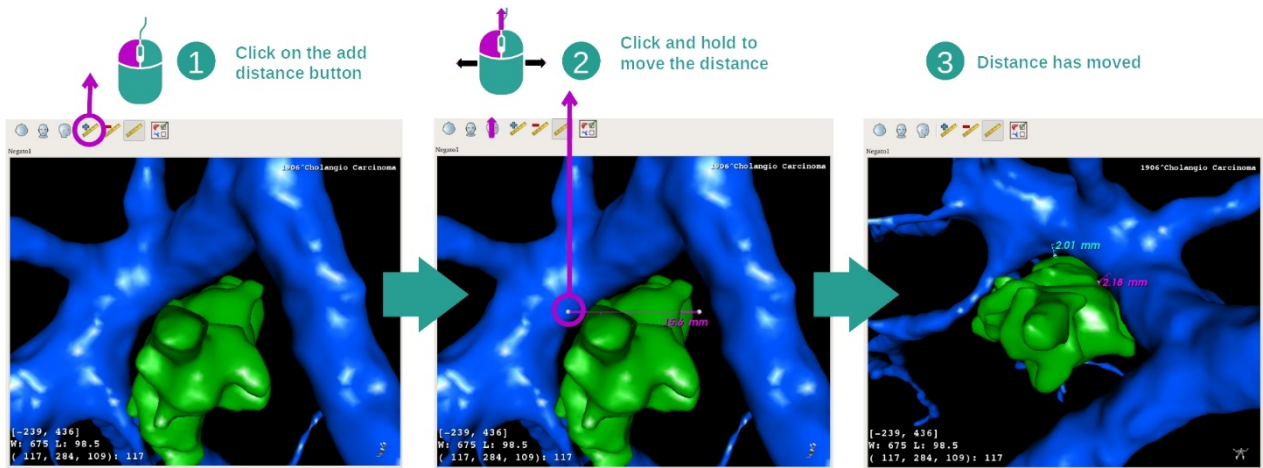 1
Click on the add
distance button
2
Click and hold to
move the distance
3
Distance has moved
Negato1
1906^Cholangio Carcinoma
[-239, 436]
W: 675 L: 98.5
( 117, 284, 109): 117
Negato1
1906^Cholangio Carcinoma
15.6 mm
[-239, 436]
W: 675 L: 98.5
( 117, 284, 109): 117
Negato1
1906^Cholangio Carcinoma
2.01 mm
2.18 mm
[-239, 436]
W: 675 L: 98.5
( 117, 284, 109): 117